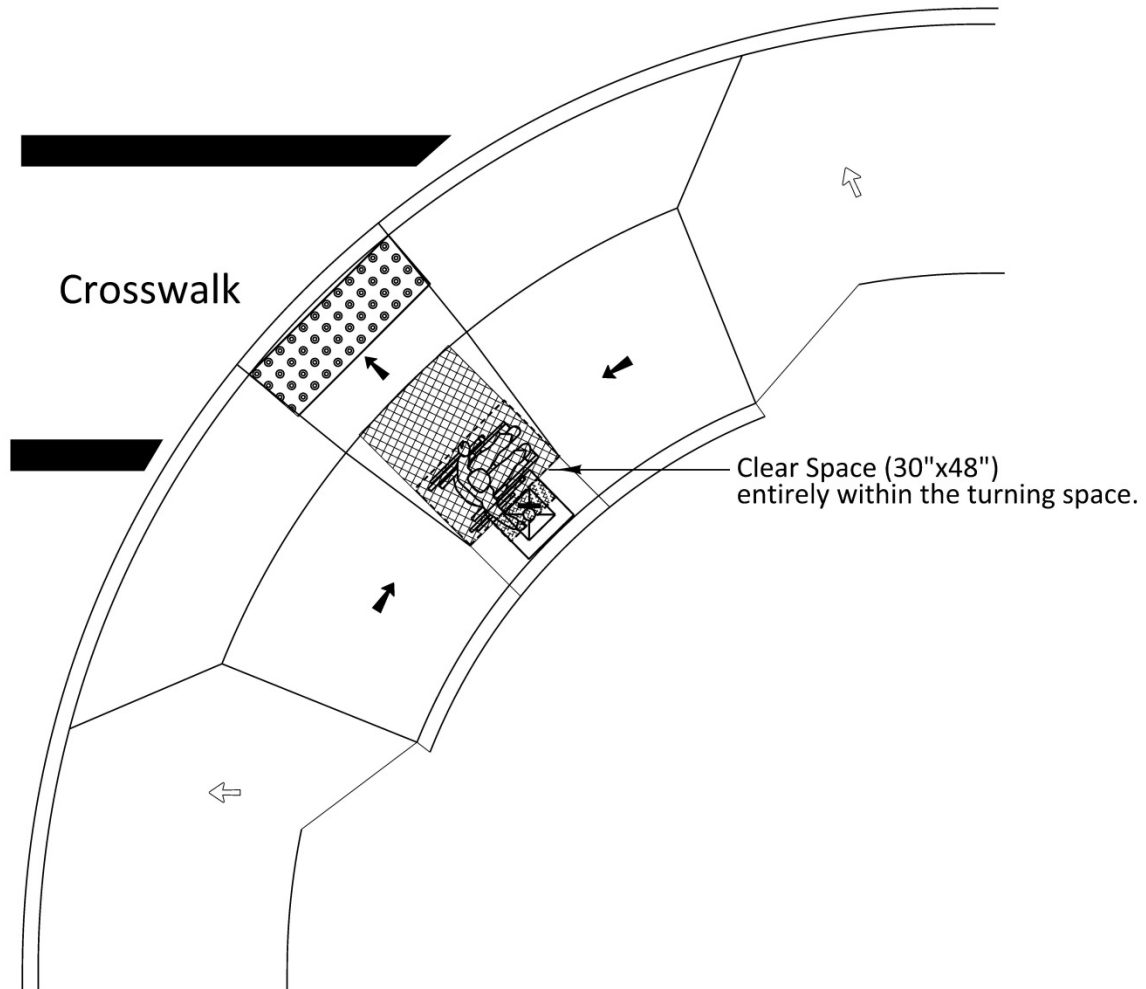 Crosswalk
Clear Space (30"x48")
entirely within the turning space.